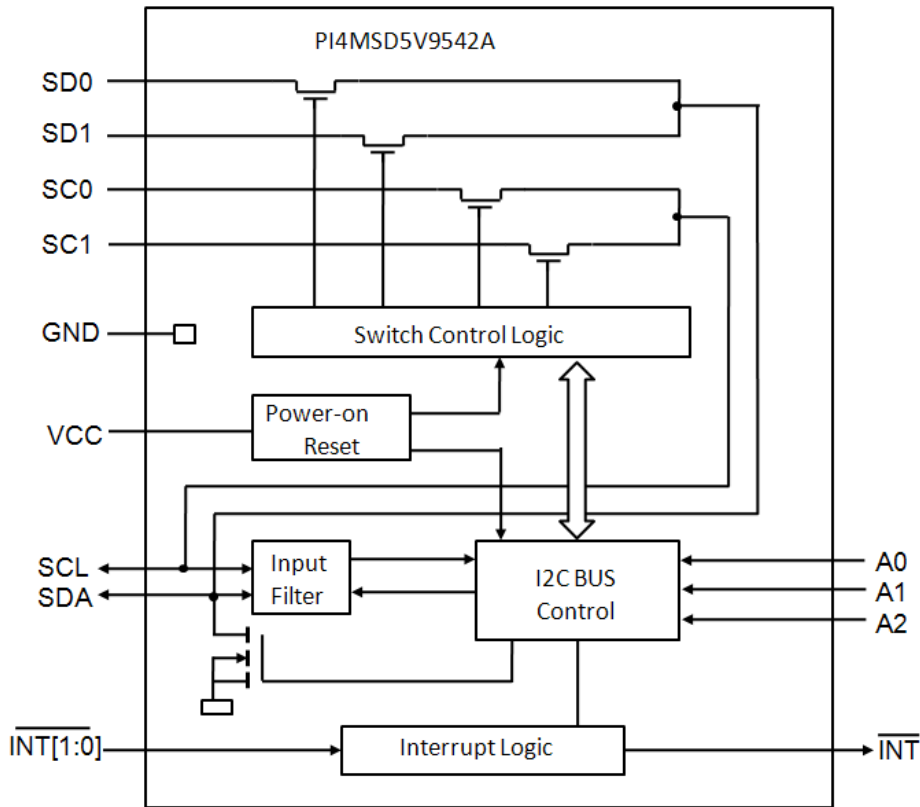 PI4MSD5V9542A
SD0
SD1
SC0
SC1
GND
Switch Control Logic
Power-on
Reset
VCC
SCL
SDA
Input
Filter
I2C BUS
Control
A0
A1
A2
INT[1:0]
Interrupt Logic
INT